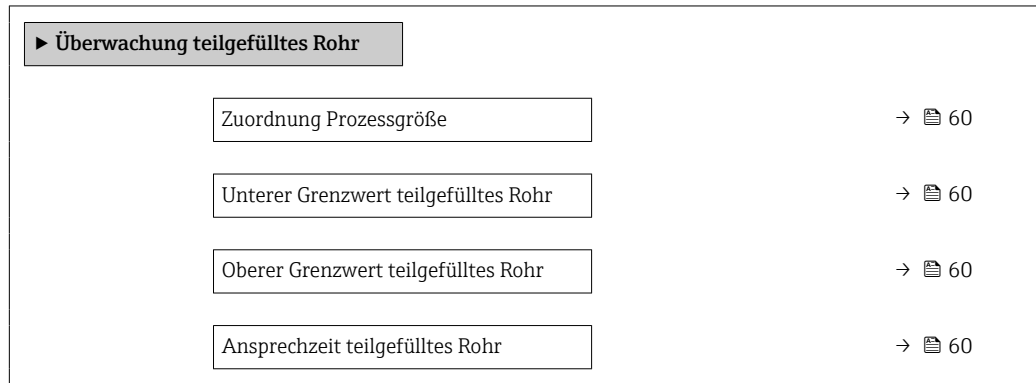 ▶ Überwachung teilgefülltes Rohr
Zuordnung Prozessgröße → 60
Unterer Grenzwert teilgefülltes Rohr → 60
Oberer Grenzwert teilgefülltes Rohr → 60
Ansprechzeit teilgefülltes Rohr → 60